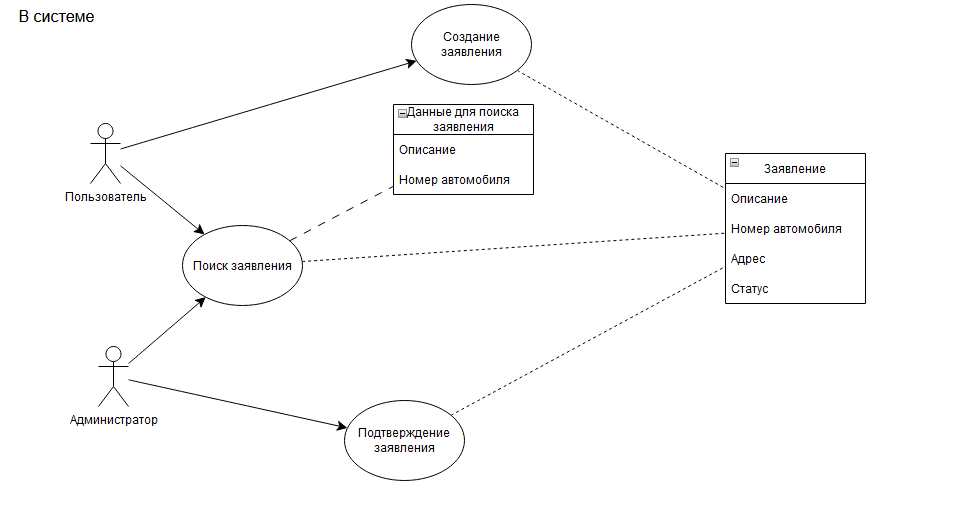 В системе
Создание
заявления
Данные для поиска
заявления
Описание
Номер автомобиля
Пользователь
Заявление
Описание
Номер автомобиля
Адрес
Статус
Поиск заявления
Администратор
Подтверждение
заявления